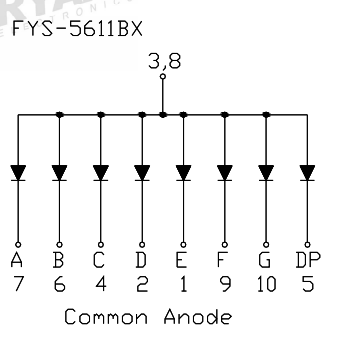 FYS-5611BX
3,8
A B C D E F G DP
7 6 4 2 1 9 10 5
Common Anode